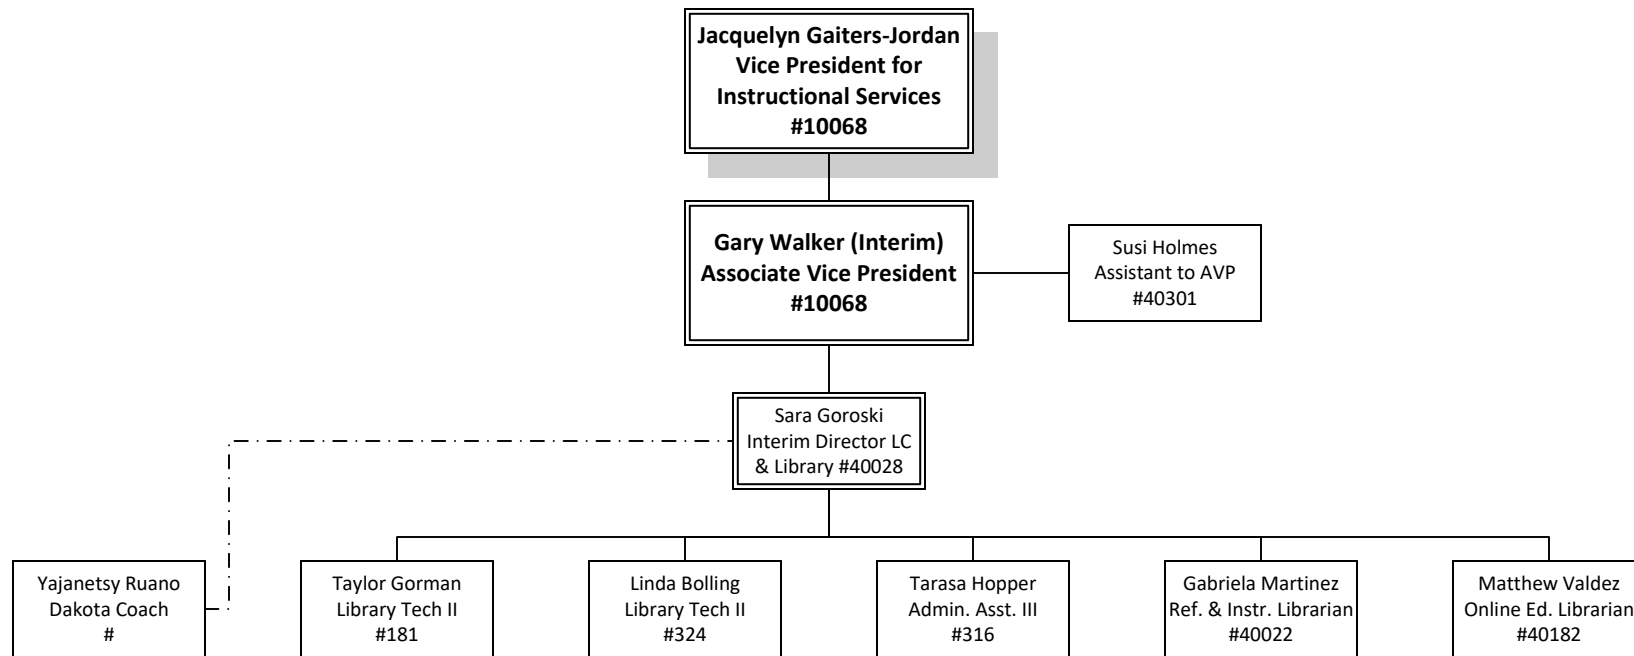 Jacquelyn Gaiters-Jordan
Vice President for
Instructional Services
#10068
Gary Walker (Interim)
Associate Vice President
#10068
Susi Holmes
Assistant to AVP
#40301
Sara Goroski
Interim Director LC
& Library #40028
Yajanetsy Ruano
Dakota Coach
#
Taylor Gorman
Library Tech II
#181
Linda Bolling
Library Tech II
#324
Tarasa Hopper
Admin. Asst. III
#316
Gabriela Martinez
Ref. & Instr. Librarian
#40022
Matthew Valdez
Online Ed. Librarian
#40182